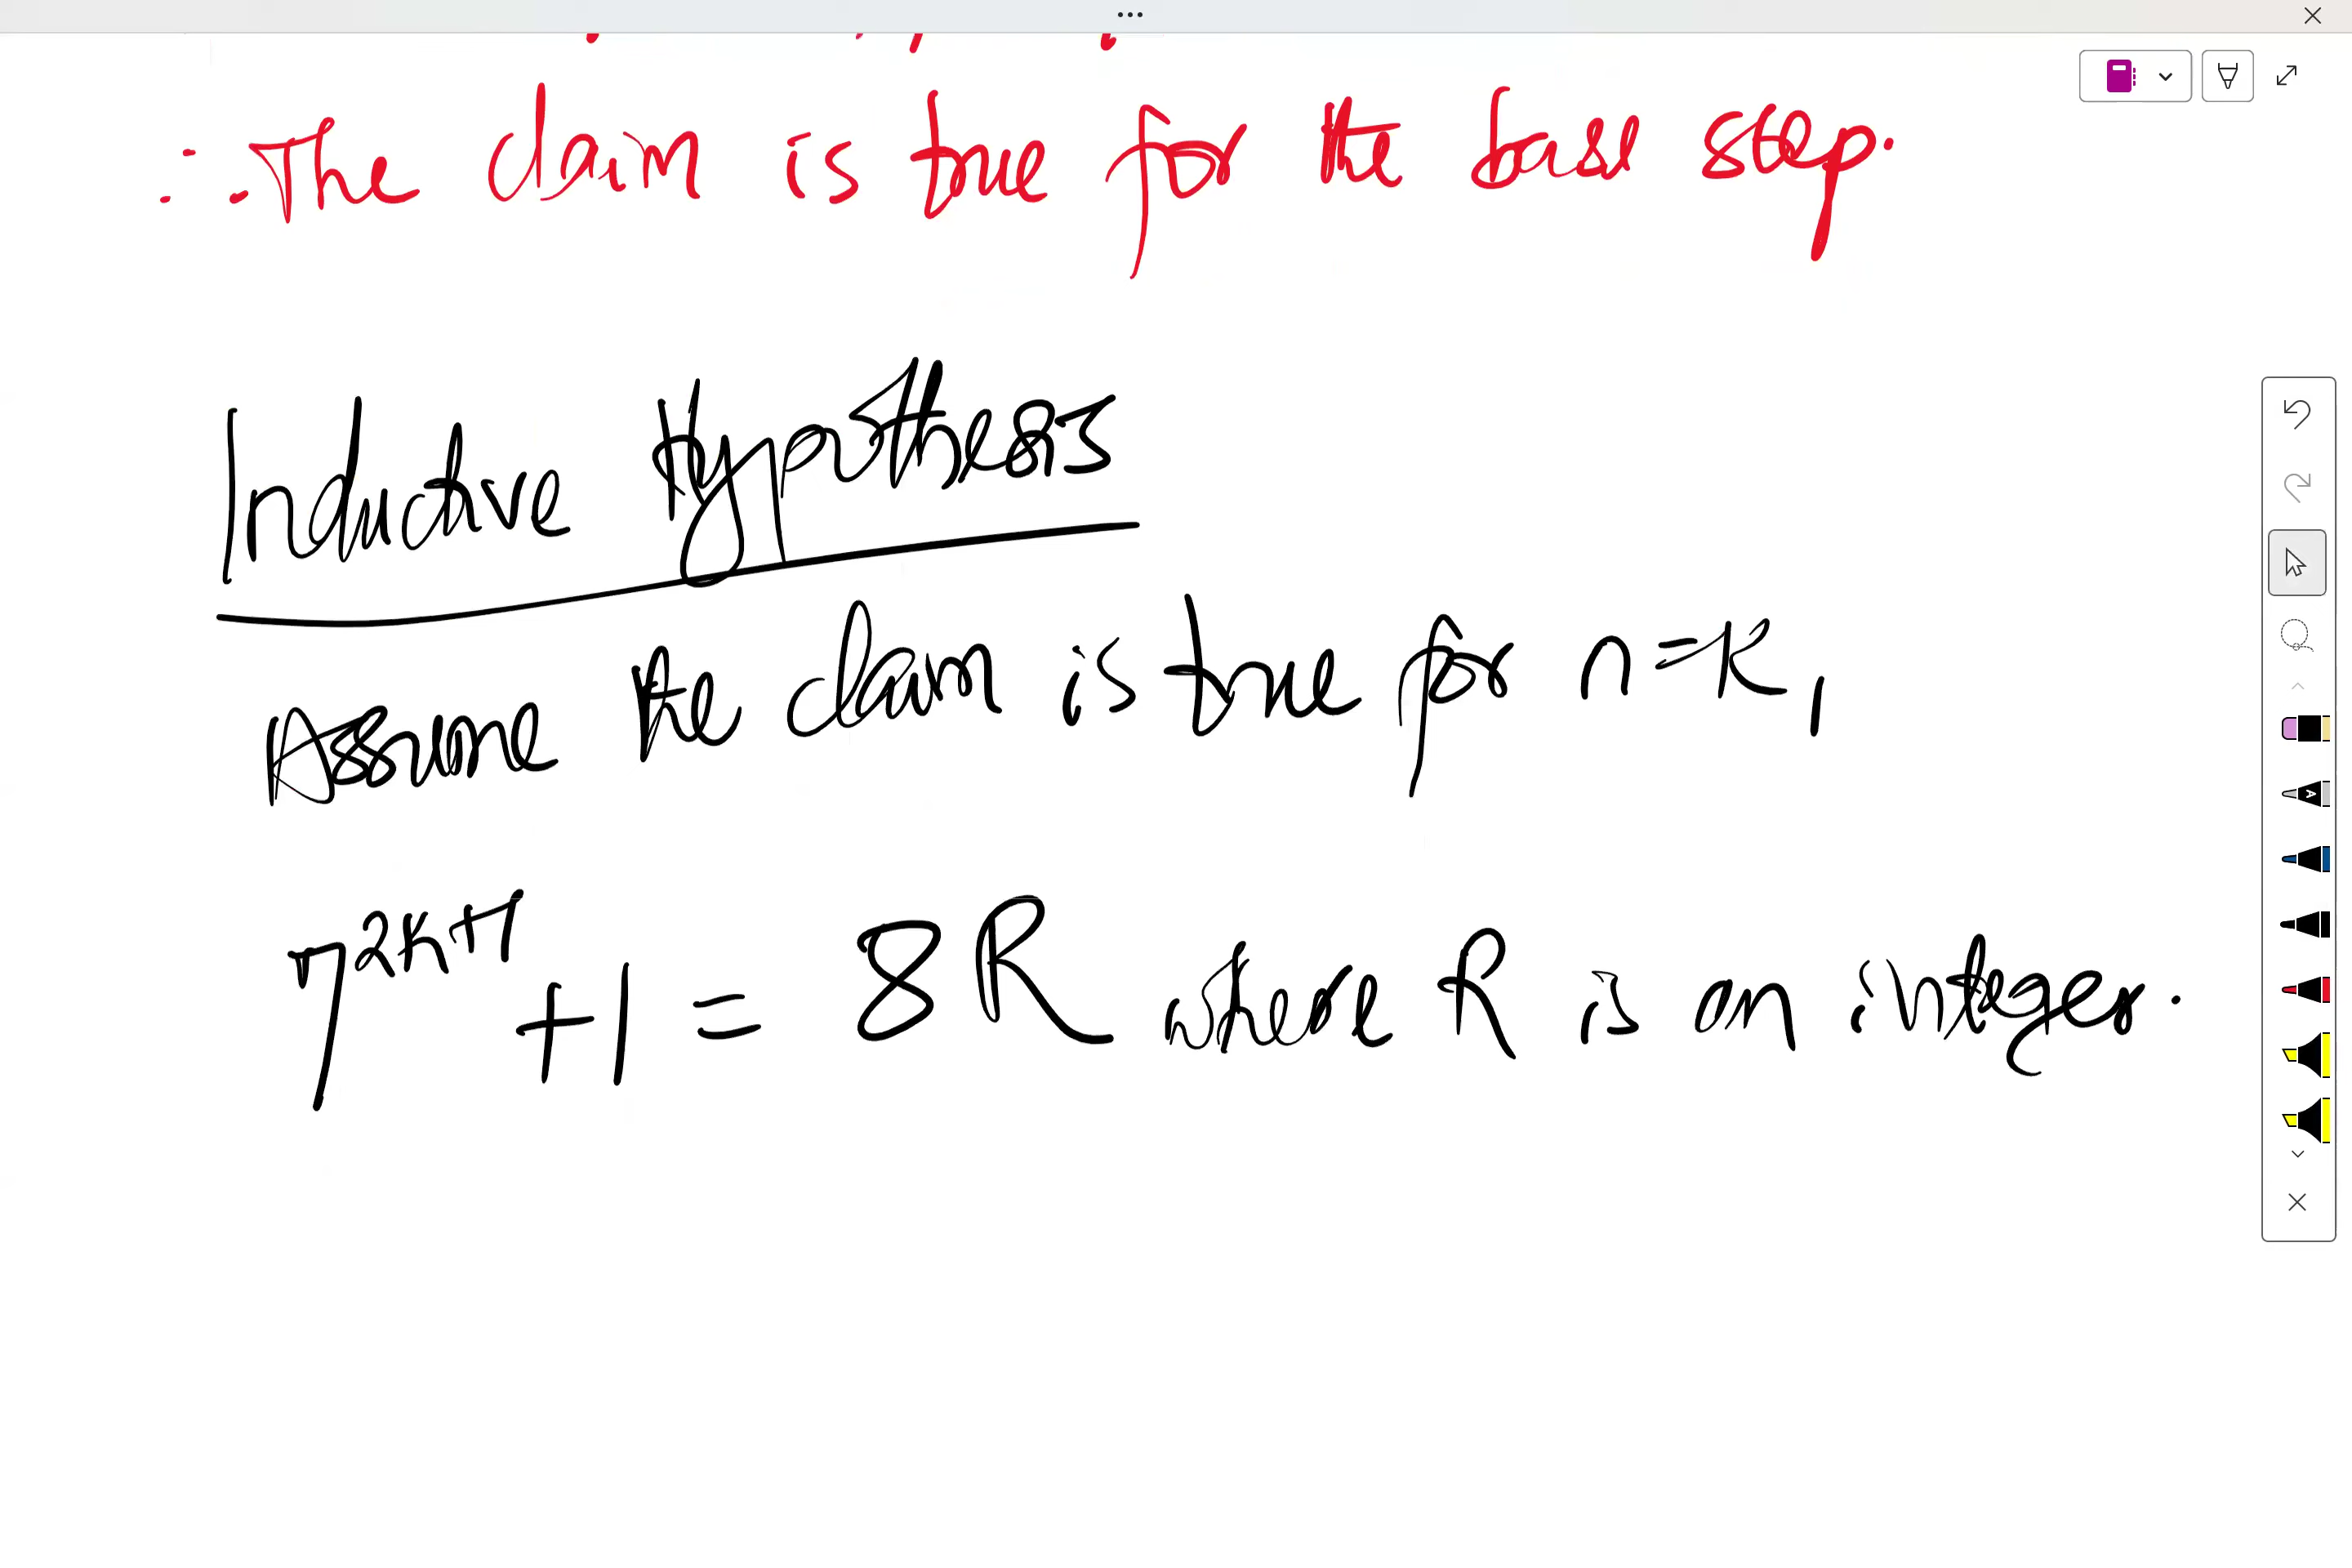 ∴ The claim is true for the base step.
Inductive Hypothesis
Assume the claim is true for n=k,
7^{2k+1} + 1 = 8R where R is an integer.